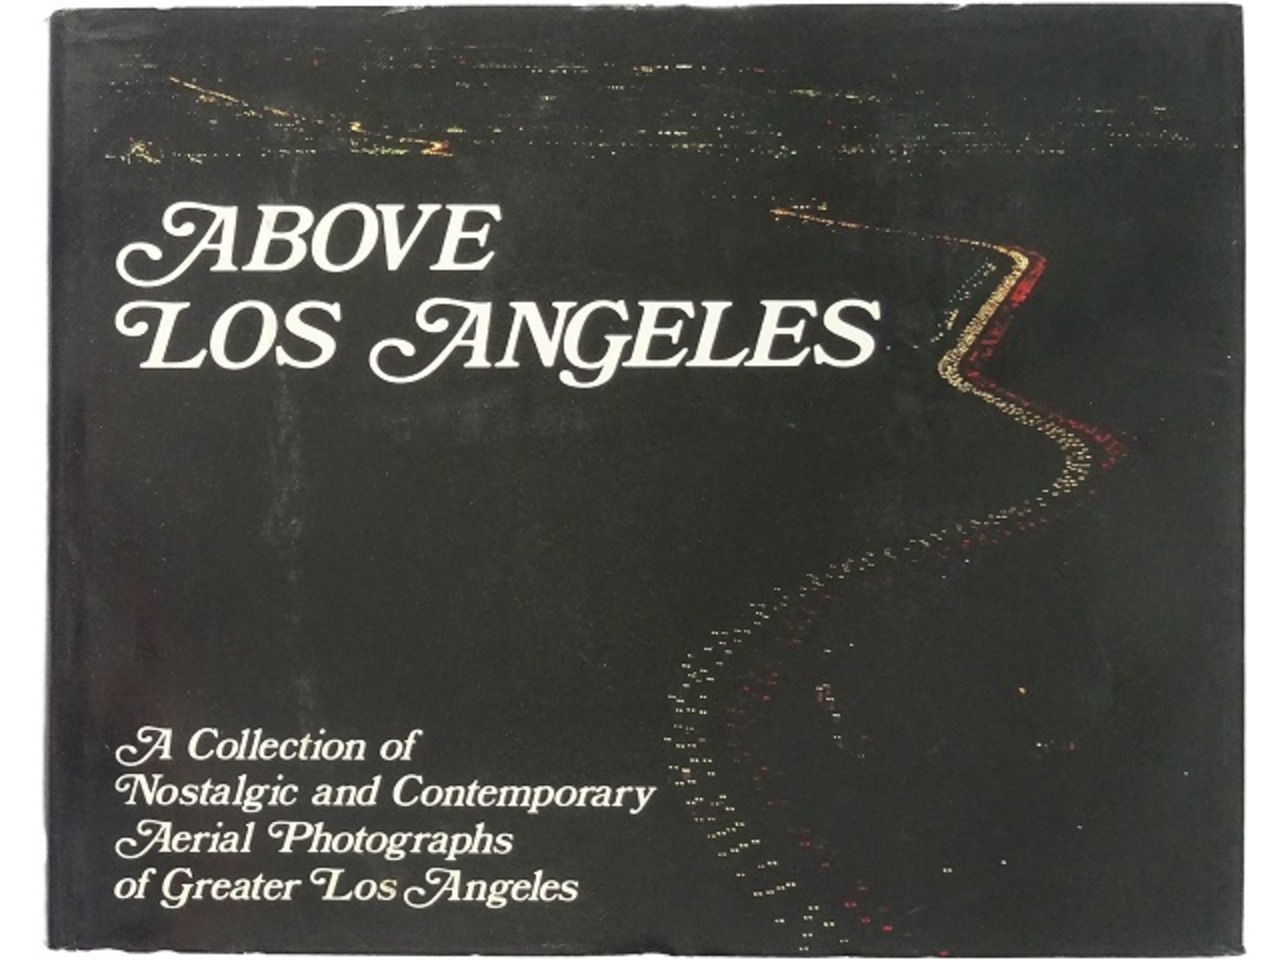 ABOVE
LOS ANGELES
A Collection of
Nostalgic and Contemporary
Aerial Photographs
of Greater Los Angeles